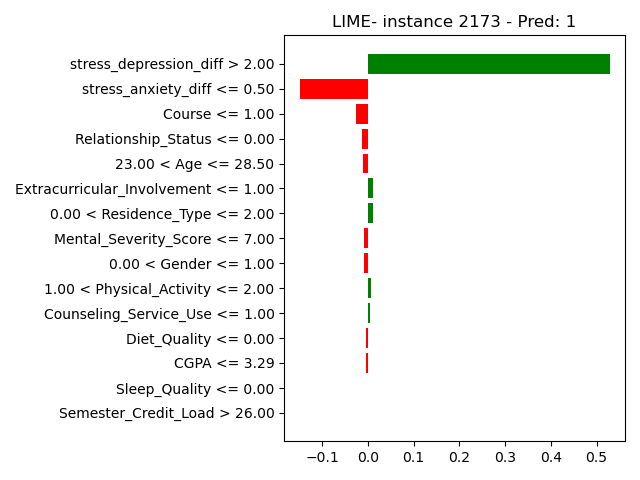 LIME- instance 2173 - Pred: 1
stress_depression_diff > 2.00
stress_anxiety_diff <= 0.50
Course <= 1.00
Relationship_Status <= 0.00
23.00 < Age <= 28.50
Extracurricular_Involvement <= 1.00
0.00 < Residence_Type <= 2.00
Mental_Severity_Score <= 7.00
0.00 < Gender <= 1.00
1.00 < Physical_Activity <= 2.00
Counseling_Service_Use <= 1.00
Diet_Quality <= 0.00
CGPA <= 3.29
Sleep_Quality <= 0.00
Semester_Credit_Load > 26.00
−0.1 0.0 0.1 0.2 0.3 0.4 0.5